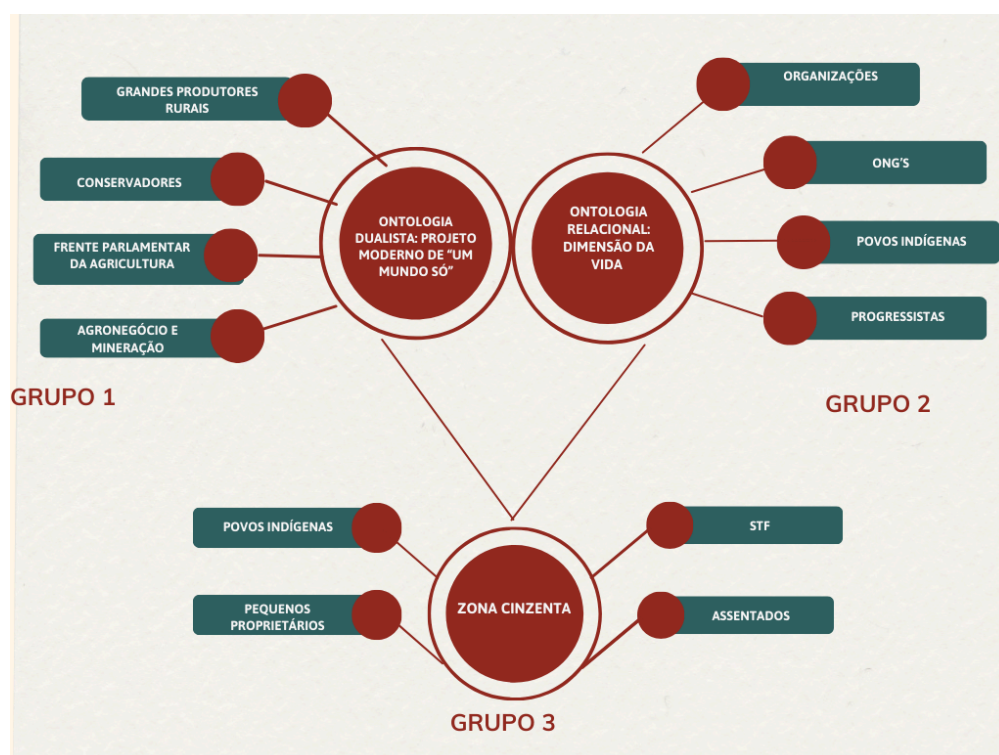 GRANDES PRODUTORES
RURAIS
CONSERVADORES
FRENTE PARLAMENTAR
DA AGRICULTURA
AGRONEGÓCIO E
MINERAÇÃO
GRUPO 1
ONTOLOGIA
DUALISTA: PROJETO
MODERNO DE "UM
MUNDO SÓ"
ONTOLOGIA
RELACIONAL:
DIMENSÃO DA
VIDA
ORGANIZAÇÕES
ONG'S
POVOS INDÍGENAS
PROGRESSISTAS
GRUPO 2
POVOS INDÍGENAS
PEQUENOS
PROPRIETÁRIOS
ZONA CINZENTA
STF
ASSENTADOS
GRUPO 3